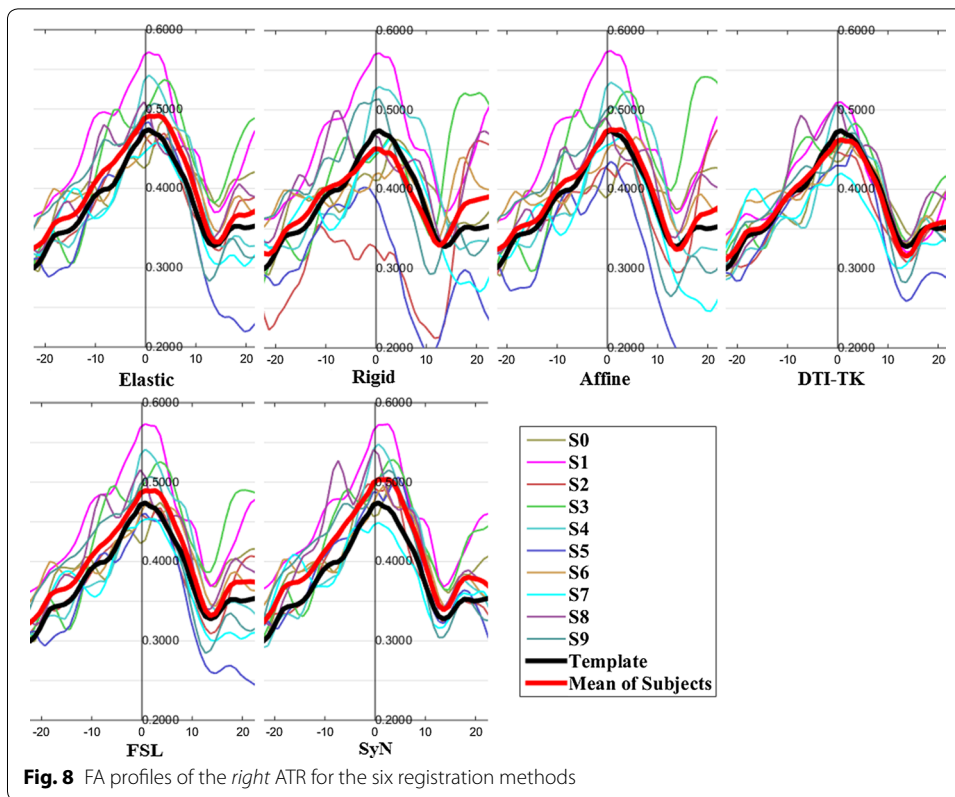 0.6000 0.6000 0.6000 0.6000
0.5000 0.5000 0.5000 0.5000
0.4000 0.4000 0.4000 0.4000
0.3000 0.3000 0.3000 0.3000
0.2000 0.2000 0.2000 0.2000
-20 -10 0 10 20 -20 -10 0 10 20 -20 -10 0 10 20 -20 -10 0 10 20
Elastic Rigid Affine DTI-TK
0.6000 0.6000
0.5000 0.5000
0.4000 0.4000
0.3000 0.3000
0.2000 0.2000
-20 -10 0 10 20 -20 -10 0 10 20
FSL SyN
S0
S1
S2
S3
S4
S5
S6
S7
S8
S9
Template
Mean of Subjects
Fig. 8 FA profiles of the right ATR for the six registration methods